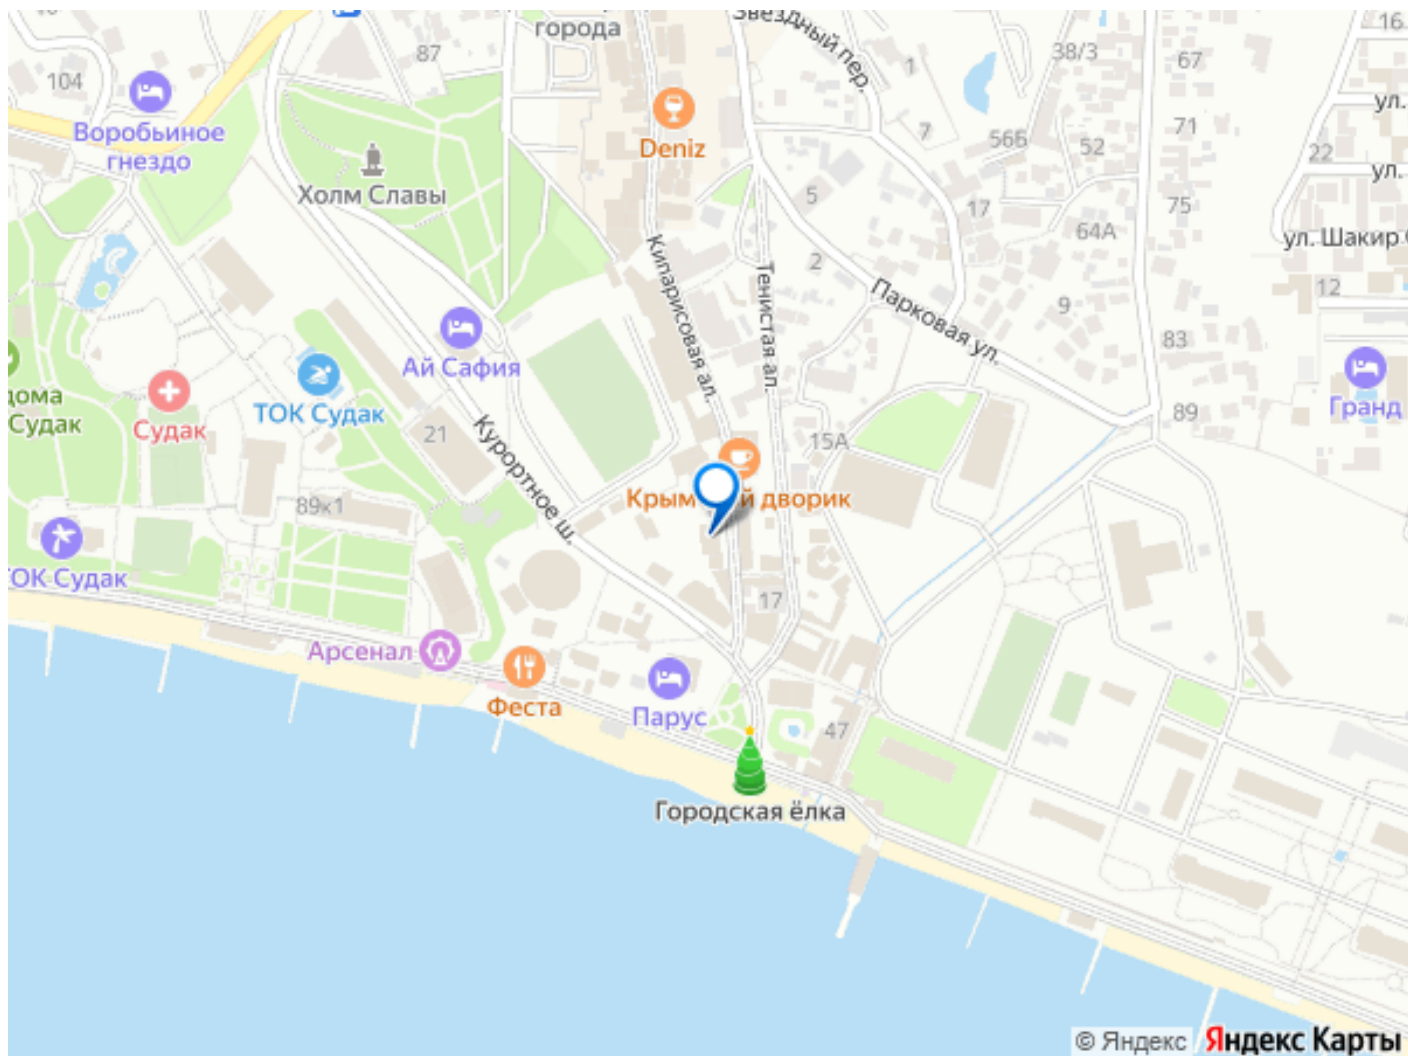 города
Звёздный пер.
38/3
16
87
1
67
104
ул.
Воробьиное
гнездо
Deniz
7
56Б
52
71
22
ул.
Холм Славы
5
17
75
64А
ул. Шакир
Кипарисовая ал.
Тенистая ал.
2
Парковая ул.
9
12
83
Ай Сафия
дома
Судак
Судак
ТОК Судак
21
Курортное ш.
15А
89
Гранд
89к1
Крым
й дворик
ОК Судак
17
Арсенал
Феста
Парус
47
Городская ёлка
© Яндекс
Яндекс Карты